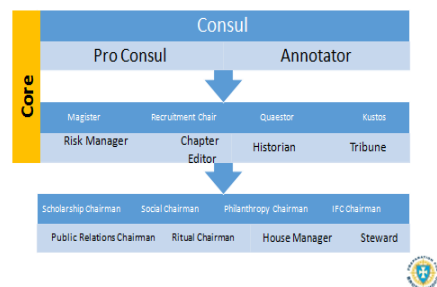 Core
Consul
Pro Consul Annotator
Magister Recruitment Chair Quaestor Kustos
Risk Manager Chapter Editor Historian Tribune
Scholarship Chairman Social Chairman Philanthropy Chairman IFC Chairman
Public Relations Chairman Ritual Chairman House Manager Steward